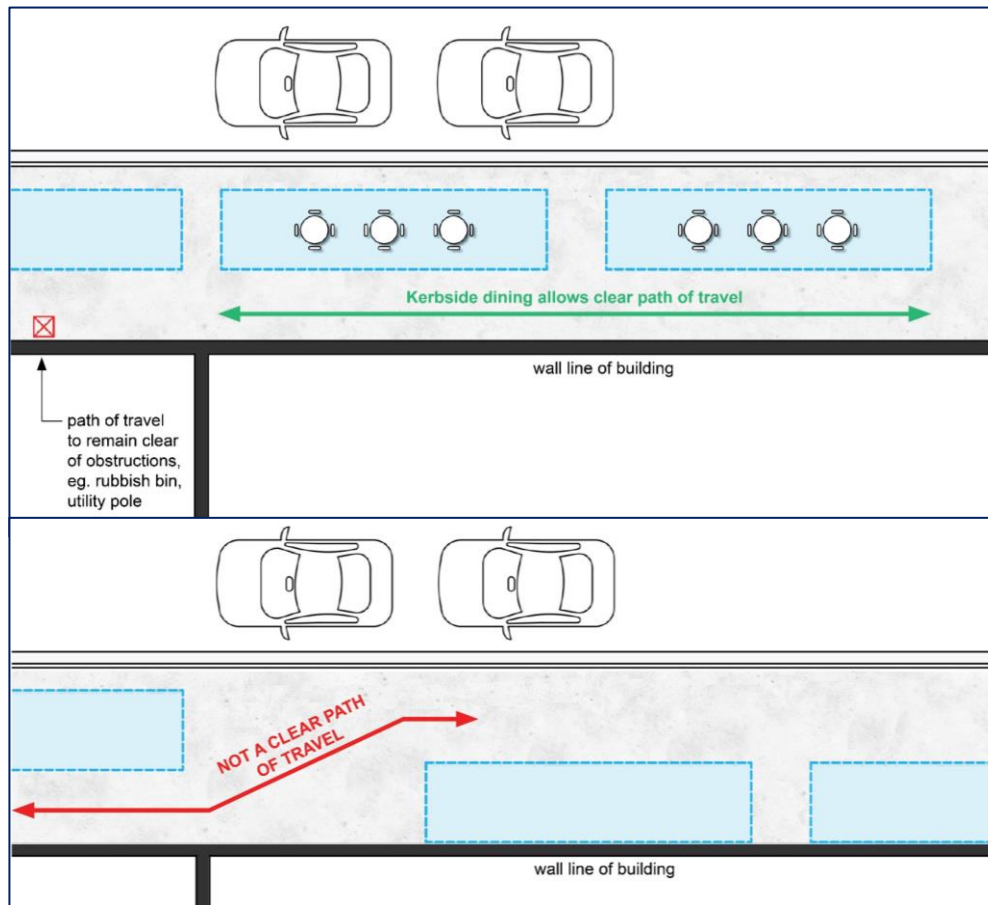 Kerbside dining allows clear path of travel
wall line of building
path of travel
to remain clear
of obstructions,
eg. rubbish bin,
utility pole
NOT A CLEAR PATH
OF TRAVEL
wall line of building